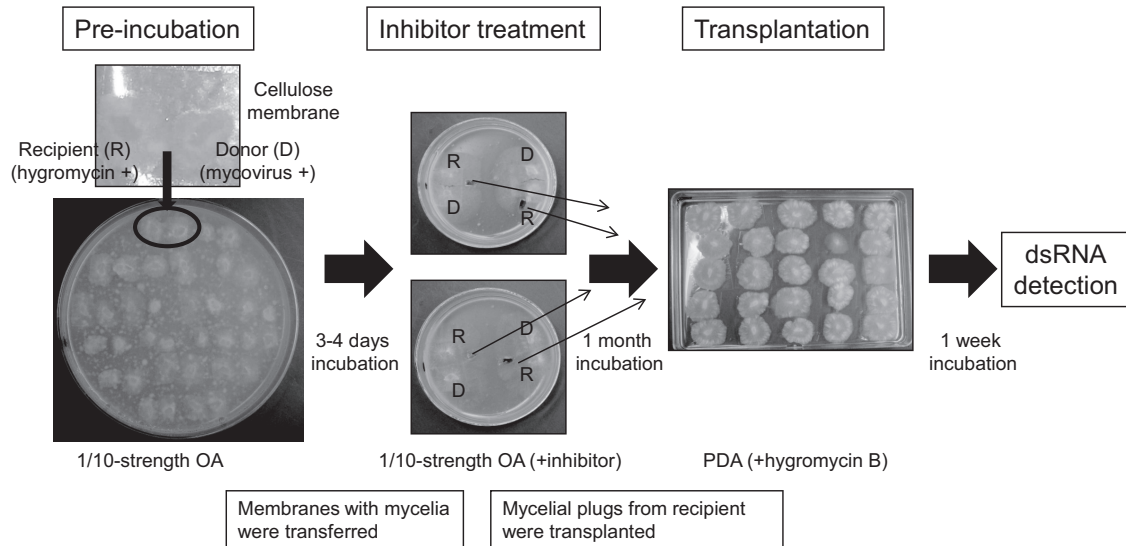 Pre-incubation
Inhibitor treatment
Transplantation
Cellulose
membrane
Recipient (R)
(hygromycin +)
Donor (D)
(mycovirus +)
R
D
D
R
R
D
D
R
3-4 days
incubation
1 month
incubation
1 week
incubation
dsRNA
detection
1/10-strength OA
1/10-strength OA (+inhibitor)
PDA (+hygromycin B)
Membranes with mycelia
were transferred
Mycelial plugs from recipient
were transplanted